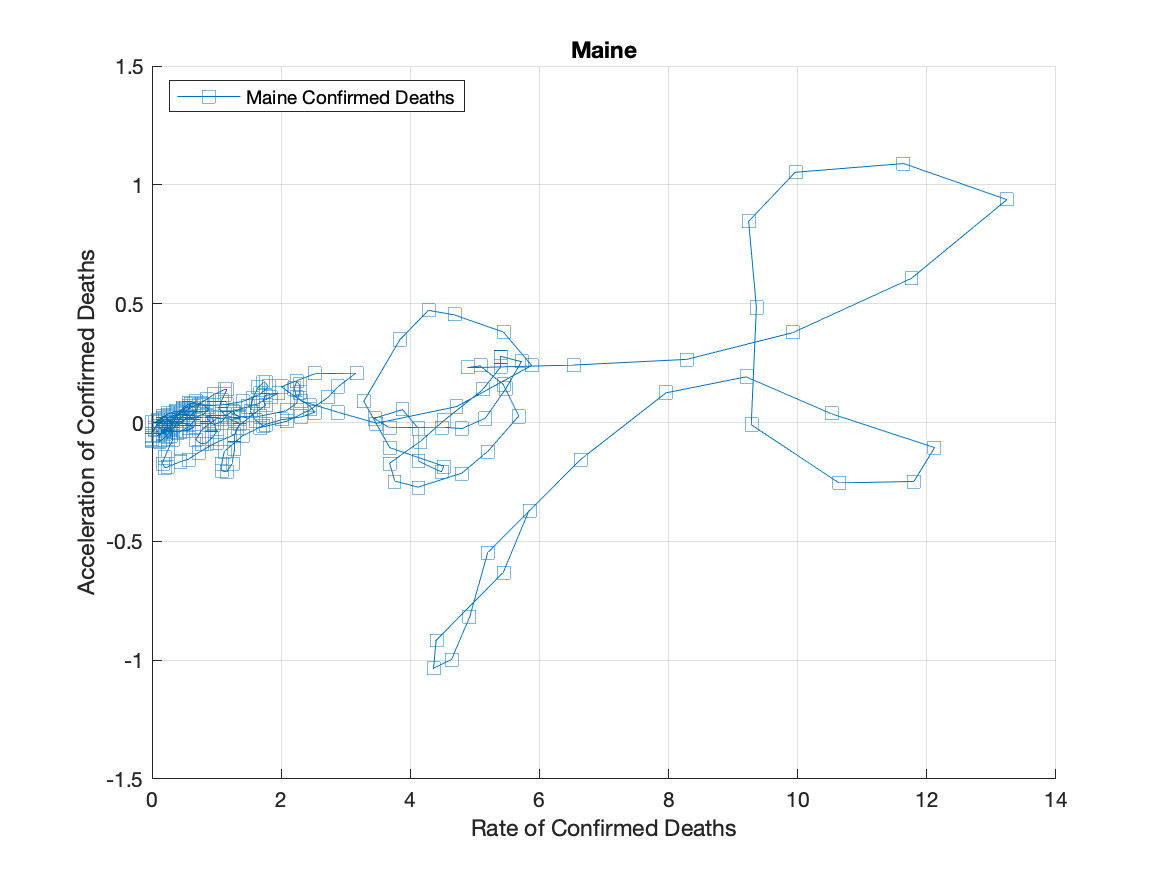 Maine
Maine Confirmed Deaths
1.5
1
0.5
0
-0.5
-1
-1.5
Acceleration of Confirmed Deaths
0 2 4 6 8 10 12 14
Rate of Confirmed Deaths